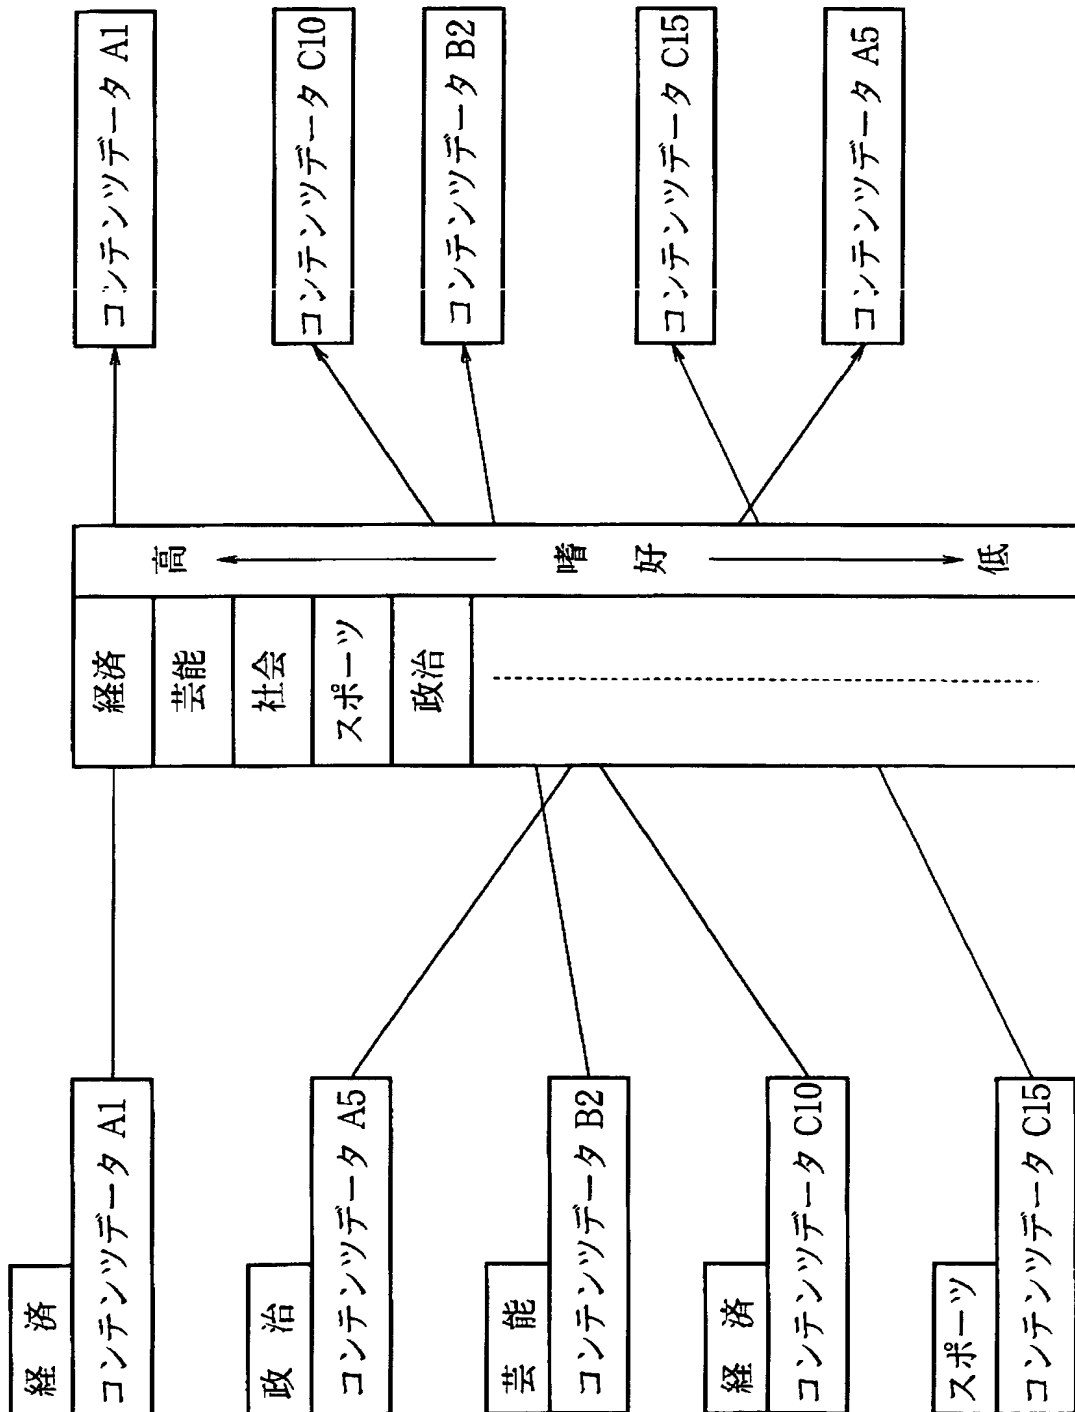 経済
コンテンツデータ A1
政治
コンテンツデータ A5
芸能
コンテンツデータ B2
経済
コンテンツデータ C10
スポーツ
コンテンツデータ C15
経済
芸能
社会
スポーツ
政治
高
嗜好
低
コンテンツデータ A1
コンテンツデータ C10
コンテンツデータ B2
コンテンツデータ C15
コンテンツデータ A5